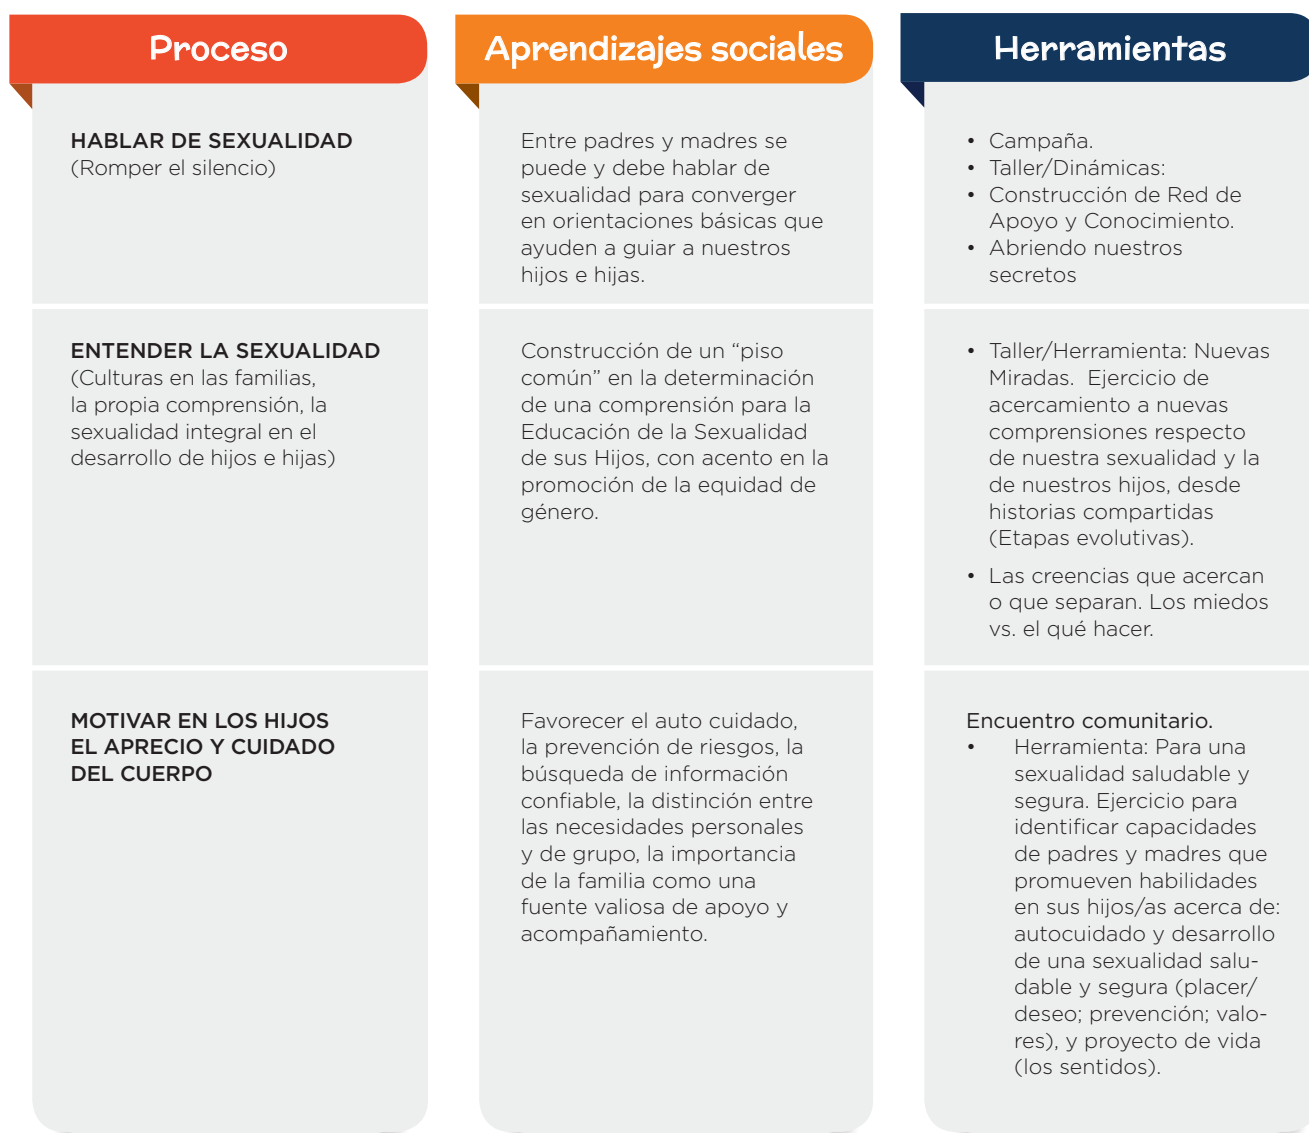 Proceso
Aprendizajes sociales
Herramientas
HABLAR DE SEXUALIDAD
(Romper el silencio)
Entre padres y madres se
puede y debe hablar de
sexualidad para converger
en orientaciones básicas que
ayuden a guiar a nuestros
hijos e hijas.
• Campaña.
• Taller/Dinámicas:
• Construcción de Red de
Apoyo y Conocimiento.
• Abriendo nuestros
secretos
ENTENDER LA SEXUALIDAD
(Culturas en las familias,
la propia comprensión, la
sexualidad integral en el
desarrollo de hijos e hijas)
Construcción de un “piso
común” en la determinación
de una comprensión para la
Educación de la Sexualidad
de sus Hijos, con acento en la
promoción de la equidad de
género.
• Taller/Herramienta: Nuevas
Miradas. Ejercicio de
acercamiento a nuevas
comprensiones respecto
de nuestra sexualidad y la
de nuestros hijos, desde
historias compartidas
(Etapas evolutivas).
• Las creencias que acercan
o que separan. Los miedos
vs. el qué hacer.
MOTIVAR EN LOS HIJOS
EL APRECIO Y CUIDADO
DEL CUERPO
Favorecer el auto cuidado,
la prevención de riesgos, la
búsqueda de información
confiable, la distinción entre
las necesidades personales
y de grupo, la importancia
de la familia como una
fuente valiosa de apoyo y
acompañamiento.
Encuentro comunitario.
• Herramienta: Para una
sexualidad saludable y
segura. Ejercicio para
identificar capacidades
de padres y madres que
promueven habilidades
en sus hijos/as acerca de:
autocuidado y desarrollo
de una sexualidad salu-
dable y segura (placer/
deseo; prevención; valo-
res), y proyecto de vida
(los sentidos).